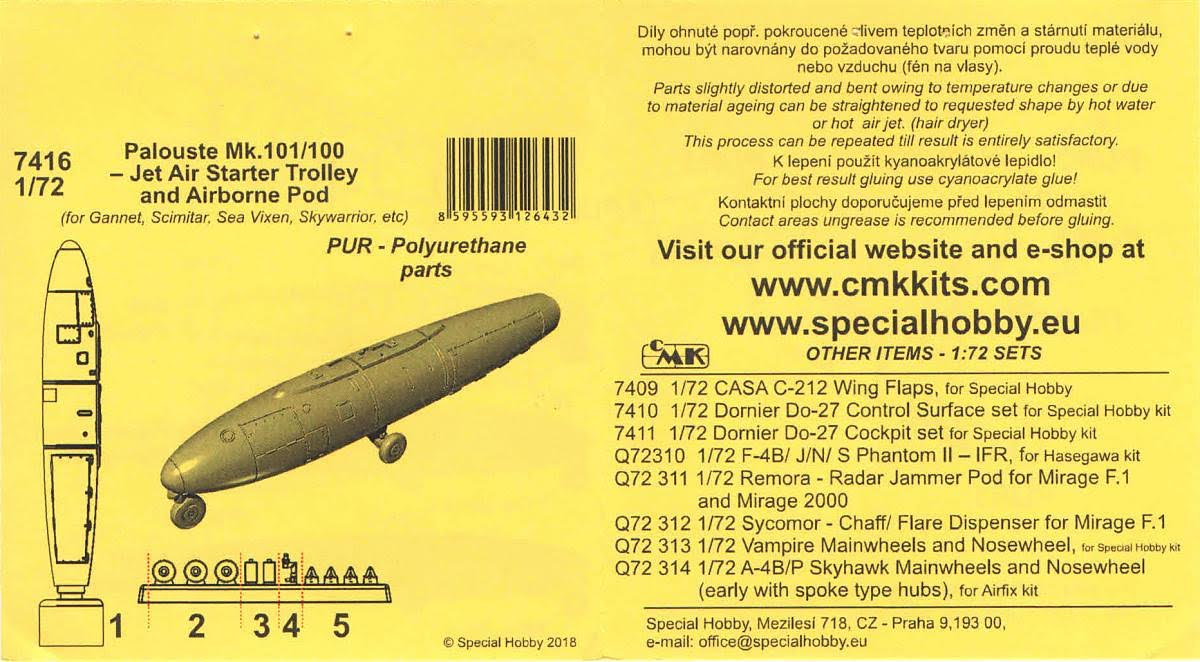 7416
1/72
Palouste Mk.101/100
– Jet Air Starter Trolley
and Airborne Pod
(for Gannet, Scimitar, Sea Vixen, Skywarrior, etc)
8 595593 126432
PUR - Polyurethane
parts
1 2 3 4 5
© Special Hobby 2018
Díly ohnuté popř. pokroucené vlivem teplotních změn a stárnutí materiálu,
mohou být narovnány do požadovaného tvaru pomocí proudu teplé vody
nebo vzduchu (fén na vlasy).
Parts slightly distorted and bent owing to temperature changes or due
to material ageing can be straightened to requested shape by hot water
or hot air jet. (hair dryer)
This process can be repeated till result is entirely satisfactory.
K lepení použít kyanoakrylátové lepidlo!
For best result gluing use cyanoacrylate glue!
Kontaktní plochy doporučujeme před lepením odmastit
Contact areas ungrease is recommended before gluing.
Visit our official website and e-shop at
www.cmkkits.com
www.specialhobby.eu
CMK
OTHER ITEMS - 1:72 SETS
7409 1/72 CASA C-212 Wing Flaps, for Special Hobby
7410 1/72 Dornier Do-27 Control Surface set for Special Hobby kit
7411 1/72 Dornier Do-27 Cockpit set for Special Hobby kit
Q72310 1/72 F-4B/ J/N/ S Phantom II – IFR, for Hasegawa kit
Q72 311 1/72 Remora - Radar Jammer Pod for Mirage F.1
and Mirage 2000
Q72 312 1/72 Sycomor - Chaff/ Flare Dispenser for Mirage F.1
Q72 313 1/72 Vampire Mainwheels and Nosewheel, for Special Hobby kit
Q72 314 1/72 A-4B/P Skyhawk Mainwheels and Nosewheel
(early with spoke type hubs), for Airfix kit
Special Hobby, Mezilesí 718, CZ - Praha 9,193 00,
e-mail: office@specialhobby.eu